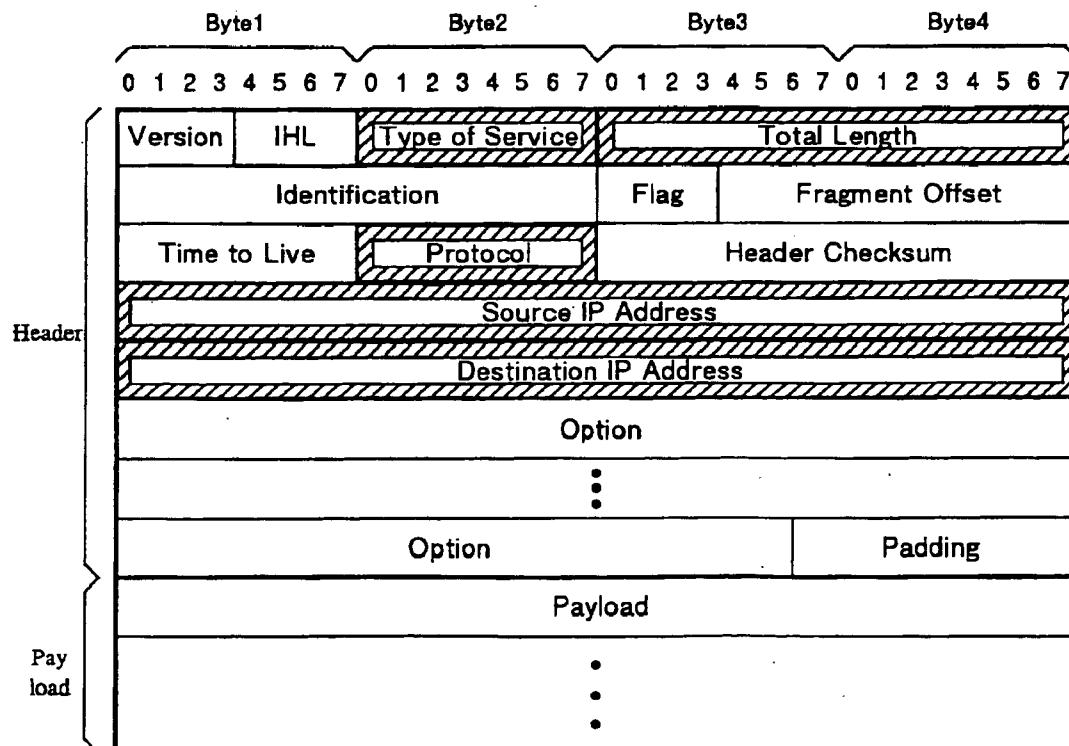 Byte1 Byte2 Byte3 Byte4
0 1 2 3 4 5 6 7 0 1 2 3 4 5 6 7 0 1 2 3 4 5 6 7 0 1 2 3 4 5 6 7
Version IHL Type of Service Total Length
Identification Flag Fragment Offset
Time to Live Protocol Header Checksum
Source IP Address
Header
Destination IP Address
Option
Option Padding
Payload
Pay
load